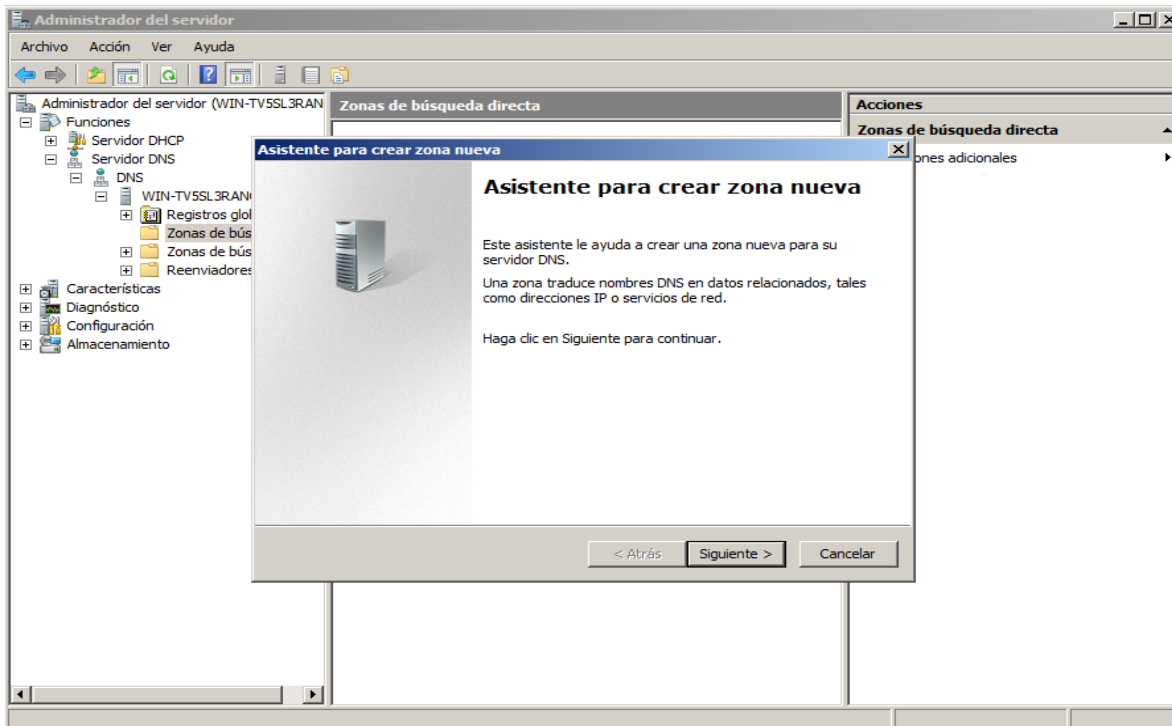 Administrador del servidor
Archivo Acción Ver Ayuda
Administrador del servidor (WIN-TV5SL3RAN
Funciones
Servidor DHCP
Servidor DNS
DNS
WIN-TV5SL3RAN
Registros glo
Zonas de bús
Zonas de bús
Reenviadores
Características
Diagnóstico
Configuración
Almacenamiento
Zonas de búsqueda directa
Asistente para crear zona nueva
Asistente para crear zona nueva
Este asistente le ayuda a crear una zona nueva para su
servidor DNS.
Una zona traduce nombres DNS en datos relacionados, tales
como direcciones IP o servicios de red.
Haga clic en Siguiente para continuar.
< Atrás Siguiente > Cancelar
Acciones
Zonas de búsqueda directa
ones adicionales